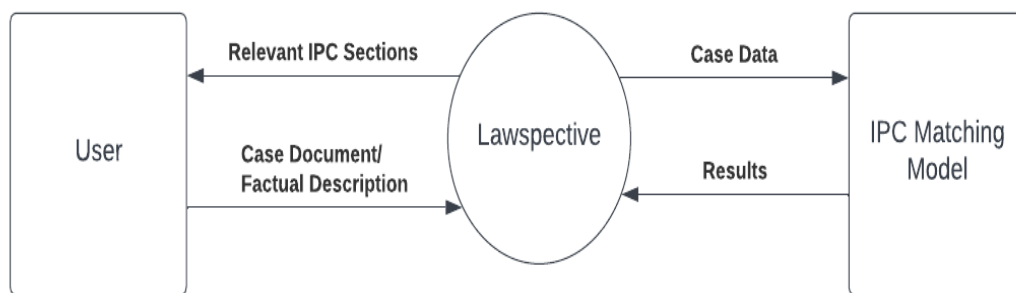 Relevant IPC Sections
Case Data
User
Lawspective
IPC Matching
Model
Case Document/
Factual Description
Results